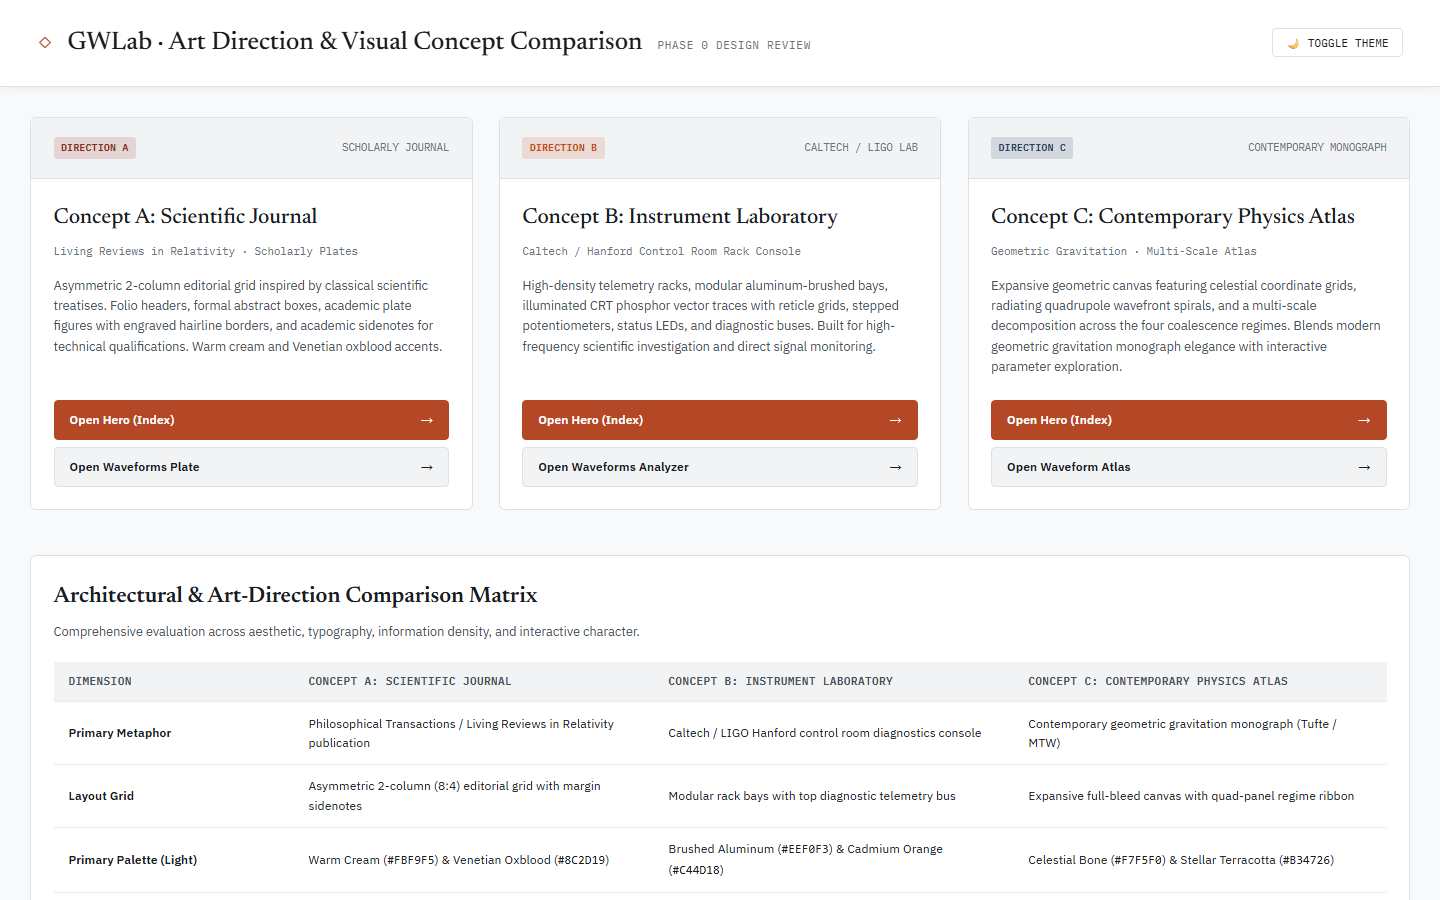 GWLab · Art Direction & Visual Concept Comparison PHASE 0 DESIGN REVIEW
TOGGLE THEME
DIRECTION A SCHOLARLY JOURNAL
Concept A: Scientific Journal
Living Reviews in Relativity · Scholarly Plates
Asymmetric 2-column editorial grid inspired by classical scientific
treatises. Folio headers, formal abstract boxes, academic plate
figures with engraved hairline borders, and academic sidenotes for
technical qualifications. Warm cream and Venetian oxblood accents.
Open Hero (Index) →
Open Waveforms Plate →
DIRECTION B CALTECH / LIGO LAB
Concept B: Instrument Laboratory
Caltech / Hanford Control Room Rack Console
High-density telemetry racks, modular aluminum-brushed bays,
illuminated CRT phosphor vector traces with reticle grids, stepped
potentiometers, status LEDs, and diagnostic buses. Built for high-
frequency scientific investigation and direct signal monitoring.
Open Hero (Index) →
Open Waveforms Analyzer →
DIRECTION C CONTEMPORARY MONOGRAPH
Concept C: Contemporary Physics Atlas
Geometric Gravitation · Multi-Scale Atlas
Expansive geometric canvas featuring celestial coordinate grids,
radiating quadrupole wavefront spirals, and a multi-scale
decomposition across the four coalescence regimes. Blends modern
geometric gravitation monograph elegance with interactive
parameter exploration.
Open Hero (Index) →
Open Waveform Atlas →
Architectural & Art-Direction Comparison Matrix
Comprehensive evaluation across aesthetic, typography, information density, and interactive character.
DIMENSION CONCEPT A: SCIENTIFIC JOURNAL CONCEPT B: INSTRUMENT LABORATORY CONCEPT C: CONTEMPORARY PHYSICS ATLAS
Primary Metaphor
Philosophical Transactions / Living Reviews in Relativity
publication
Caltech / LIGO Hanford control room diagnostics console
Contemporary geometric gravitation monograph (Tufte /
MTW)
Layout Grid
Asymmetric 2-column (8:4) editorial grid with margin
sidenotes
Modular rack bays with top diagnostic telemetry bus
Expansive full-bleed canvas with quad-panel regime ribbon
Primary Palette (Light)
Warm Cream (#FBF9F5) & Venetian Oxblood (#8C2D19)
Brushed Aluminum (#EEF0F3) & Cadmium Orange
(#C44D18)
Celestial Bone (#F7F5F0) & Stellar Terracotta (#B34726)